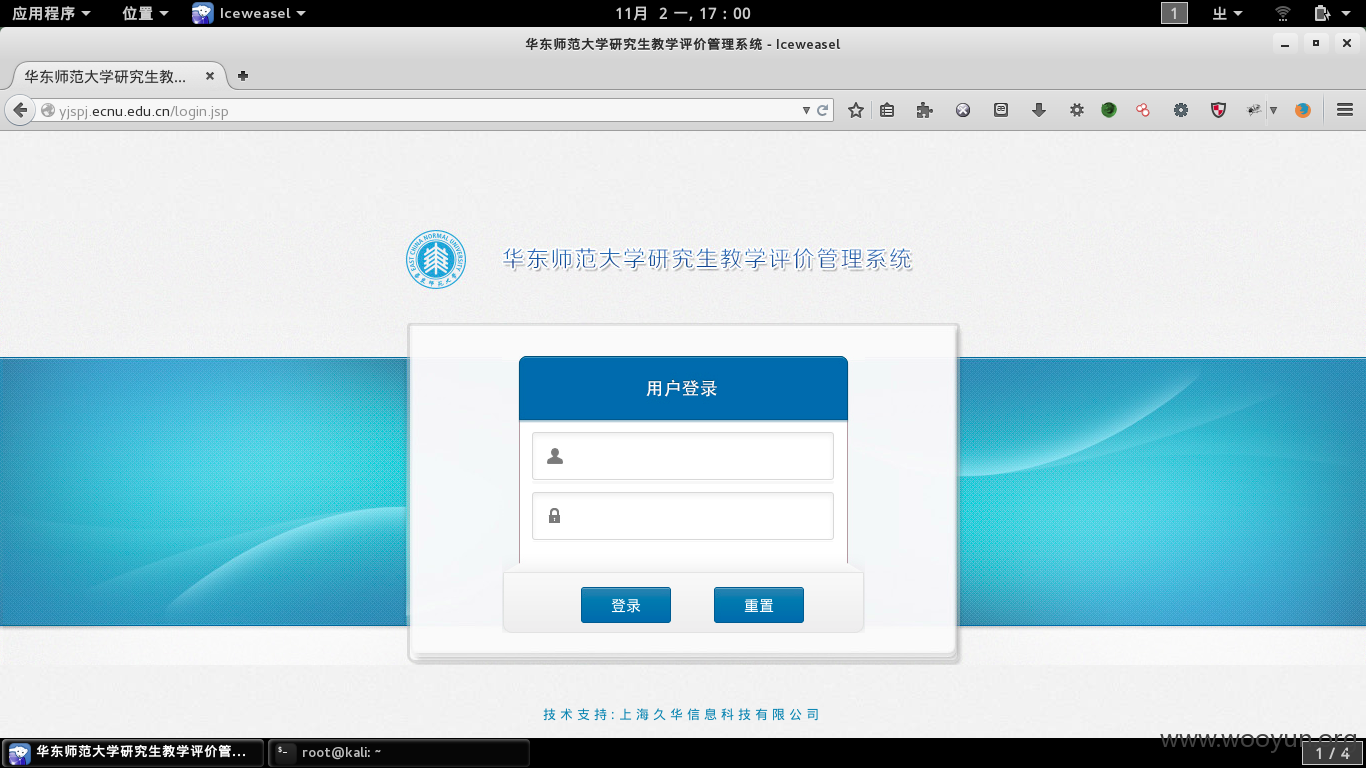 应用程序 位置 Iceweasel 11月 2 一, 17：00 1
华东师范大学研究生教学评价管理系统 - Iceweasel
华东师范大学研究生教...
yjspj.ecnu.edu.cn/login.jsp
EAST CHINA NORMAL UNIVERSITY
华东师范大学研究生教学评价管理系统
用户登录
登录 重置
技术支持:上海久华信息科技有限公司
www.wooyun.org
华东师范大学研究生教学评价管... root@kali: ~ 1 / 4